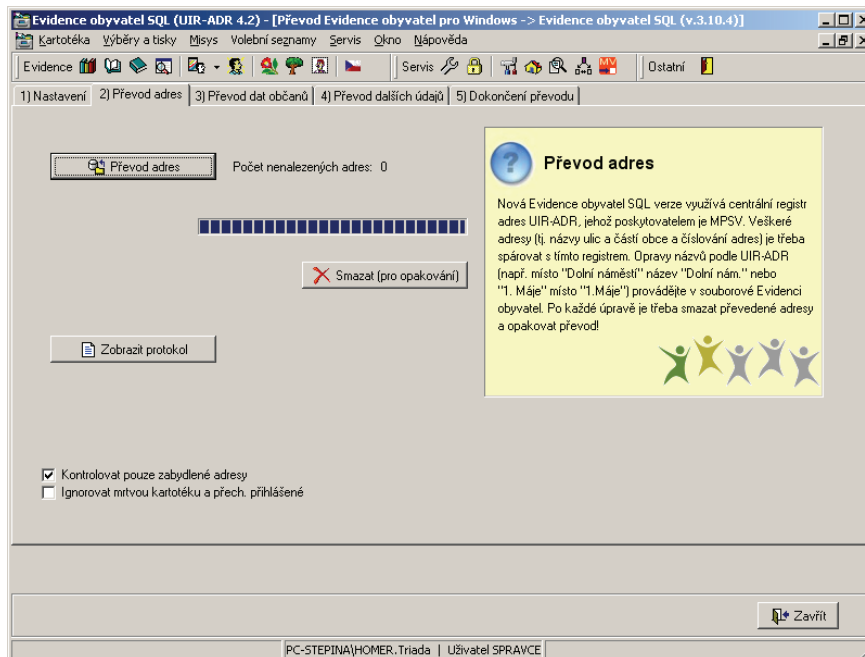 Evidence obyvatel SQL (UIR-ADR 4.2) - [Převod Evidence obyvatel pro Windows -> Evidence obyvatel SQL (v.3.10.4)]
Kartotéka Výběry a tisky Misys Volební seznamy Servis Okno Nápověda
Evidence Servis MV Ostatní
1) Nastavení 2) Převod adres 3) Převod dat občanů 4) Převod dalších údajů 5) Dokončení převodu
Převod adres
Počet nenalezených adres: 0
Smazat (pro opakování)
Zobrazit protokol
Kontrolovat pouze zabydlené adresy
Ignorovat mrtvou kartotéku a přech. přihlášené
?
Převod adres
Nová Evidence obyvatel SQL verze využívá centrální registr
adres UIR-ADR, jehož poskytovatelem je MPSV. Veškeré
adresy (tj. názvy ulic a částí obce a číslování adres) je třeba
spárovat s tímto registrem. Opravy názvů podle UIR-ADR
(např. místo "Dolní náměstí" název "Dolní nám." nebo
"1. Máje" místo "1.Máje") provádějte v souborové Evidenci
obyvatel. Po každé úpravě je třeba smazat převedené adresy
a opakovat převod!
Zavřít
PC-STEPINA\HOMER.Triada | Uživatel SPRAVCE